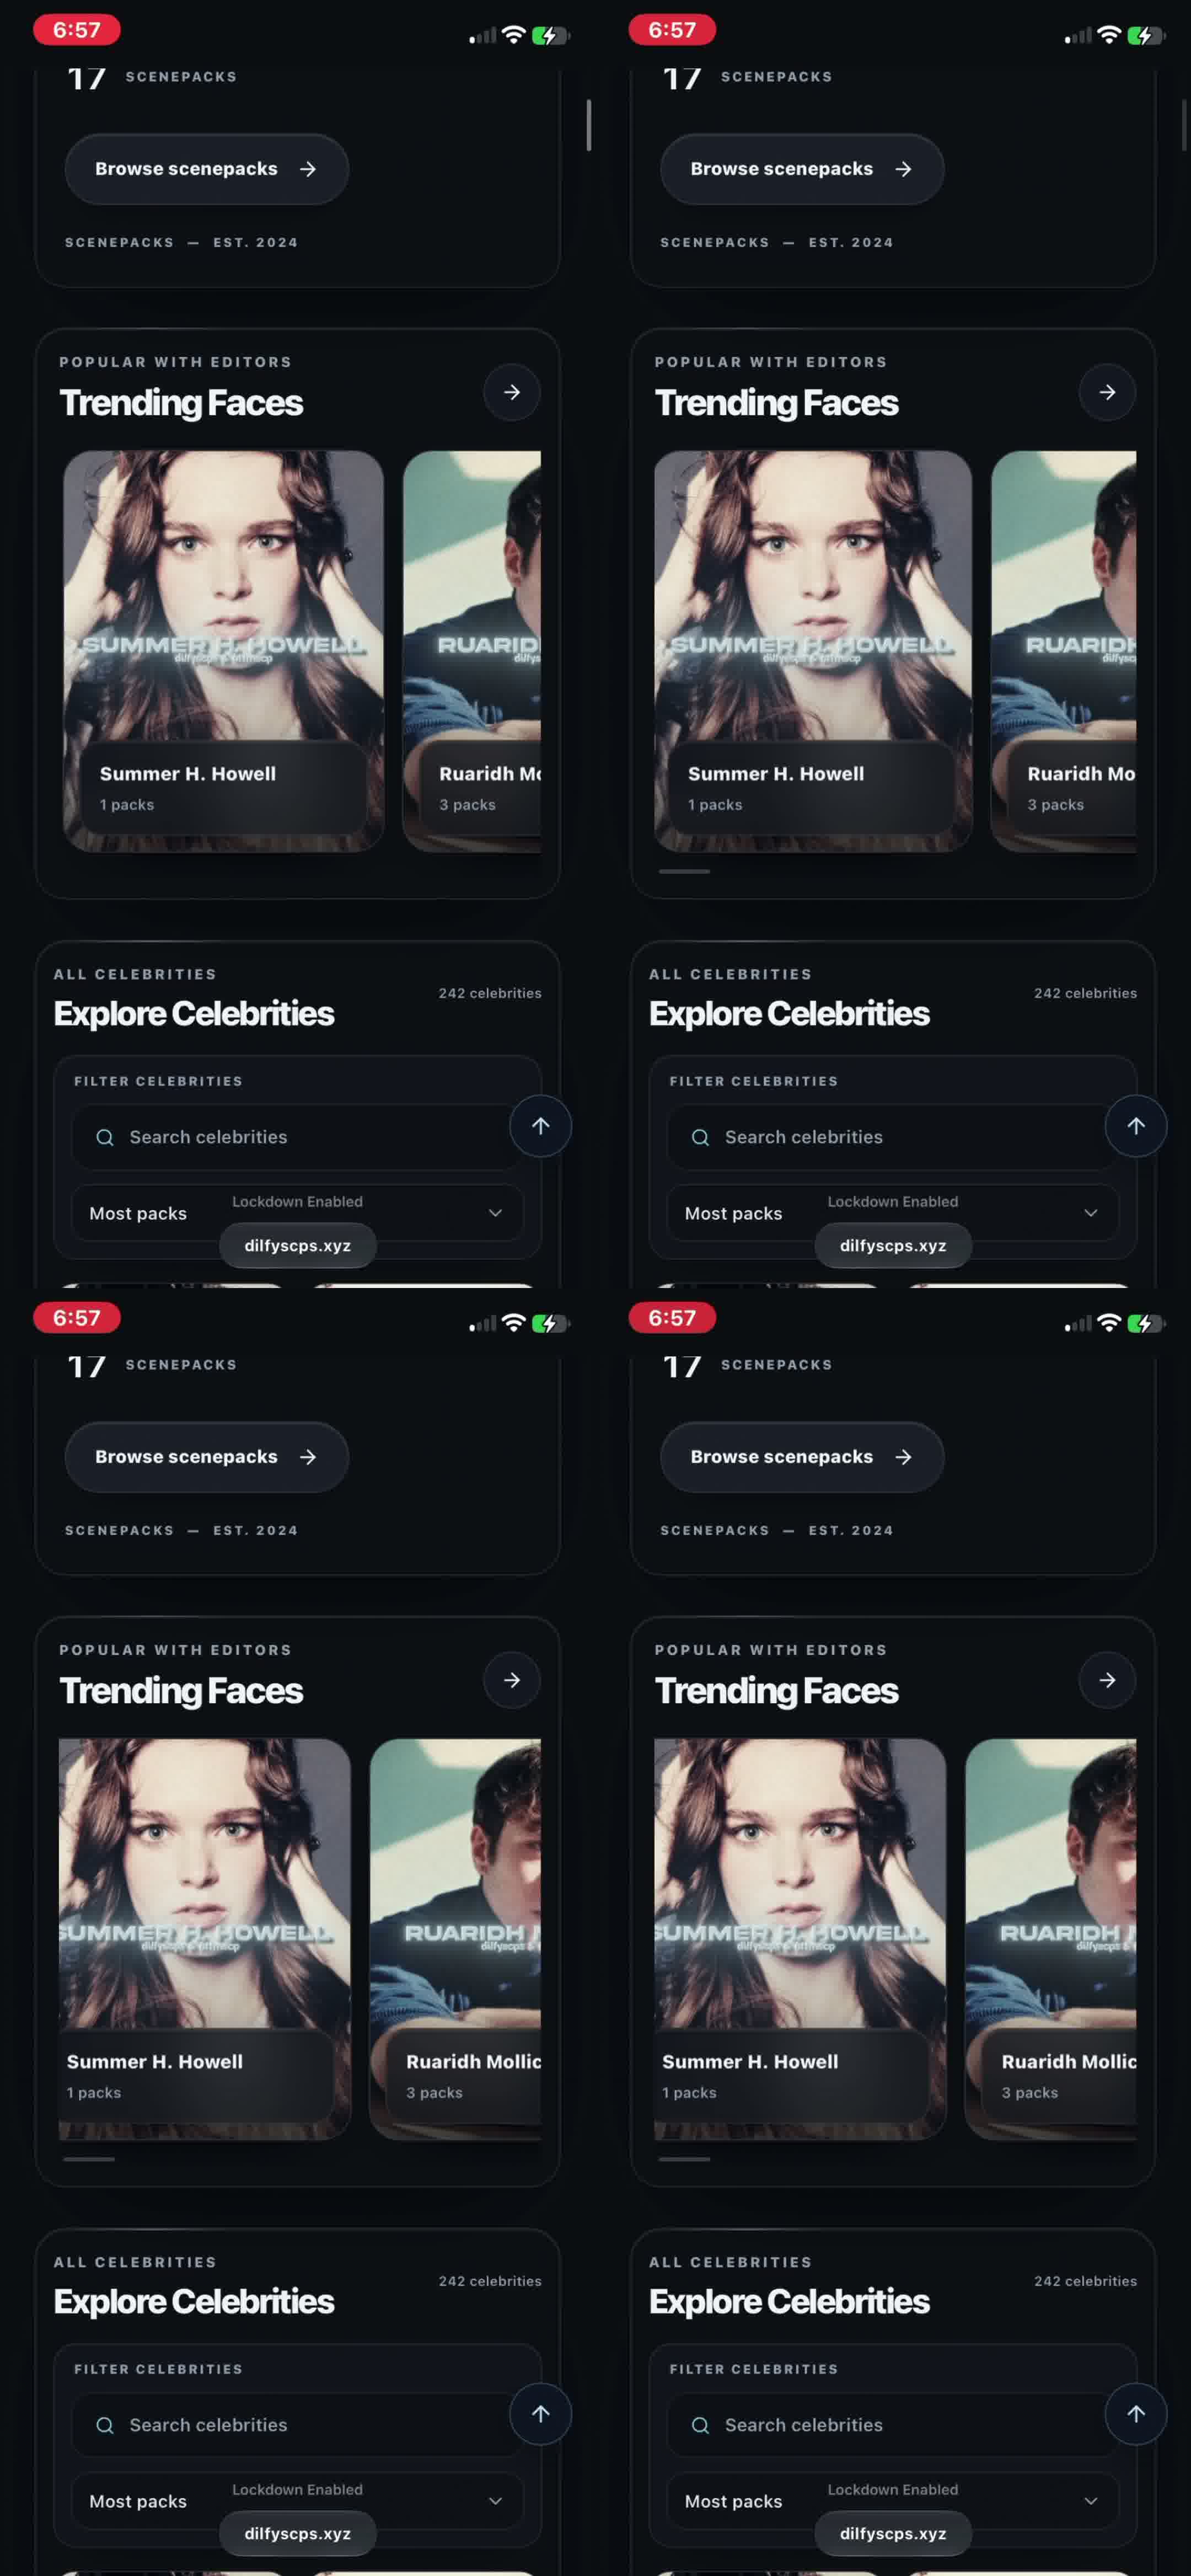 6:57
17 SCENEPACKS
Browse scenepacks →
SCENEPACKS — EST. 2024
POPULAR WITH EDITORS
Trending Faces
SUMMER H. HOWELL
RUARID
Summer H. Howell
1 packs
Ruaridh Mo
3 packs
ALL CELEBRITIES
Explore Celebrities
242 celebrities
FILTER CELEBRITIES
Search celebrities
Most packs
Lockdown Enabled
dilfyscps.xyz
6:57
17 SCENEPACKS
Browse scenepacks →
SCENEPACKS — EST. 2024
POPULAR WITH EDITORS
Trending Faces
SUMMER H. HOWELL
RUARIDH
Summer H. Howell
1 packs
Ruaridh Mo
3 packs
ALL CELEBRITIES
Explore Celebrities
242 celebrities
FILTER CELEBRITIES
Search celebrities
Most packs
Lockdown Enabled
dilfyscps.xyz
6:57
17 SCENEPACKS
Browse scenepacks →
SCENEPACKS — EST. 2024
POPULAR WITH EDITORS
Trending Faces
SUMMER H. HOWELL
RUARIDH
Summer H. Howell
1 packs
Ruaridh Mollic
3 packs
ALL CELEBRITIES
Explore Celebrities
242 celebrities
FILTER CELEBRITIES
Search celebrities
Most packs
Lockdown Enabled
dilfyscps.xyz
6:57
17 SCENEPACKS
Browse scenepacks →
SCENEPACKS — EST. 2024
POPULAR WITH EDITORS
Trending Faces
SUMMER H. HOWELL
RUARIDH
Summer H. Howell
1 packs
Ruaridh Mollic
3 packs
ALL CELEBRITIES
Explore Celebrities
242 celebrities
FILTER CELEBRITIES
Search celebrities
Most packs
Lockdown Enabled
dilfyscps.xyz